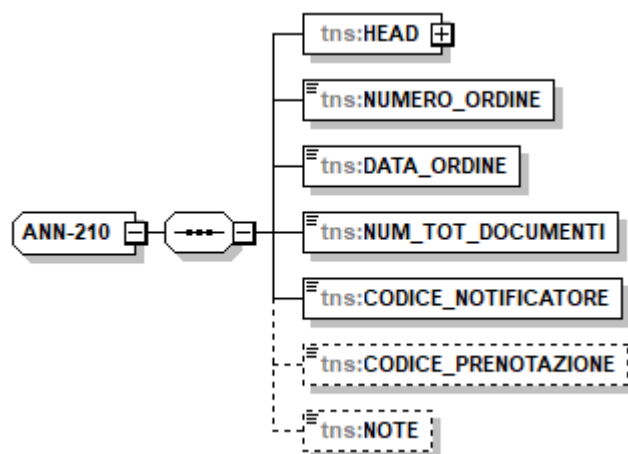 tns:HEAD
tns:NUMERO_ORDINE
tns:DATA_ORDINE
ANN-210
tns:NUM_TOT_DOCUMENTI
tns:CODICE_NOTIFICATORE
tns:CODICE_PRENOTAZIONE
tns:NOTE